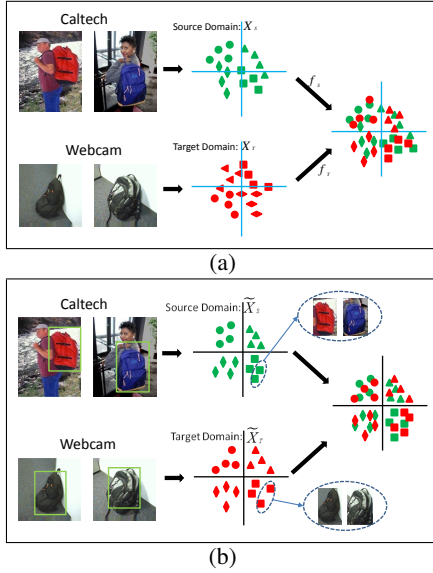 Caltech
Source Domain: X_s
f_s
Webcam
Target Domain: X_T
f_T
(a)
Caltech
Source Domain: X̃_s
Webcam
Target Domain: X̃_T
(b)